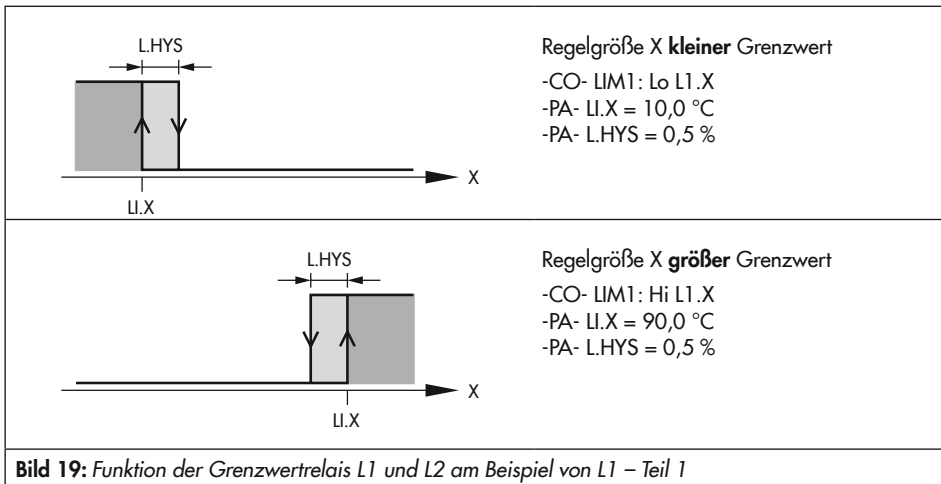 L.HYS
X
LI.X
Regelgröße X kleiner Grenzwert
-CO- LIM1: Lo L1.X
-PA- LI.X = 10,0 °C
-PA- L.HYS = 0,5 %
L.HYS
X
LI.X
Regelgröße X größer Grenzwert
-CO- LIM1: Hi L1.X
-PA- LI.X = 90,0 °C
-PA- L.HYS = 0,5 %
Bild 19: Funktion der Grenzwertrelais L1 und L2 am Beispiel von L1 – Teil 1